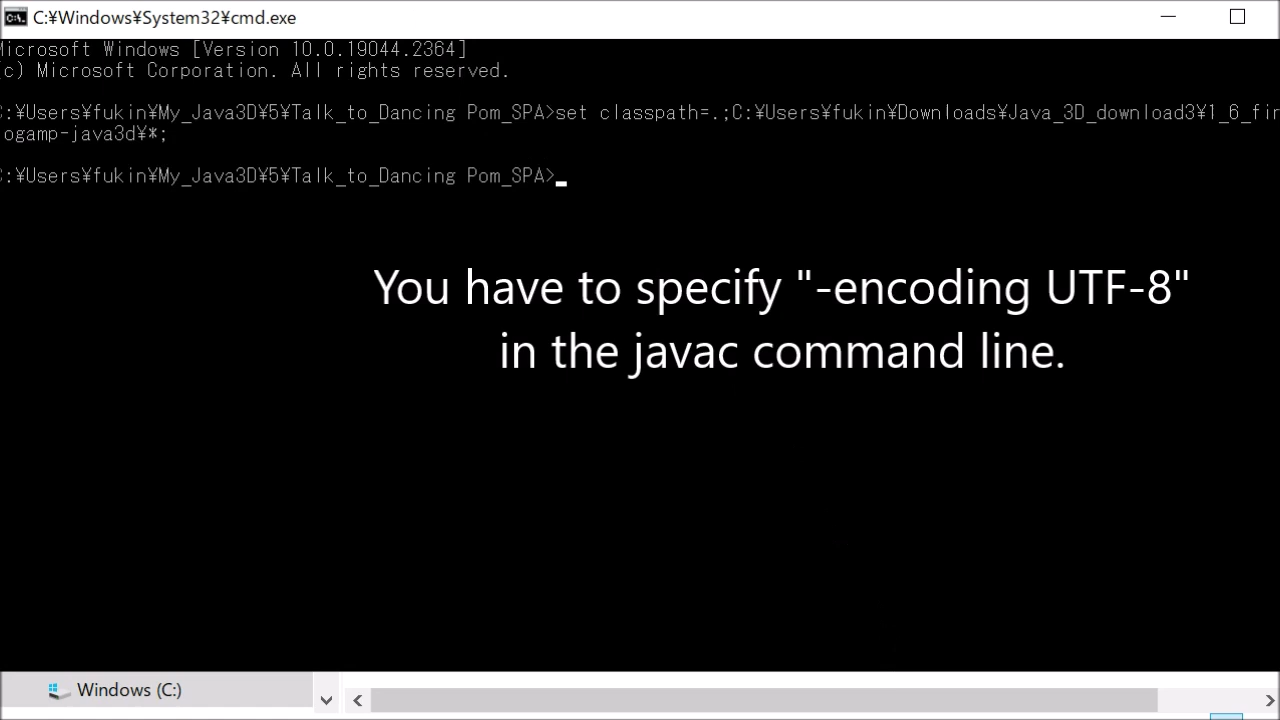 C:¥Windows¥System32¥cmd.exe
Microsoft Windows [Version 10.0.19044.2364]
(c) Microsoft Corporation. All rights reserved.
C:¥Users¥fukin¥My_Java3D¥5¥Talk_to_Dancing Pom_SPA>set classpath=.;C:¥Users¥fukin¥Downloads¥Java_3D_download3¥1_6_fin
ogamp-java3d¥*;
C:¥Users¥fukin¥My_Java3D¥5¥Talk_to_Dancing Pom_SPA>
You have to specify "-encoding UTF-8"
in the javac command line.
Windows (C:)